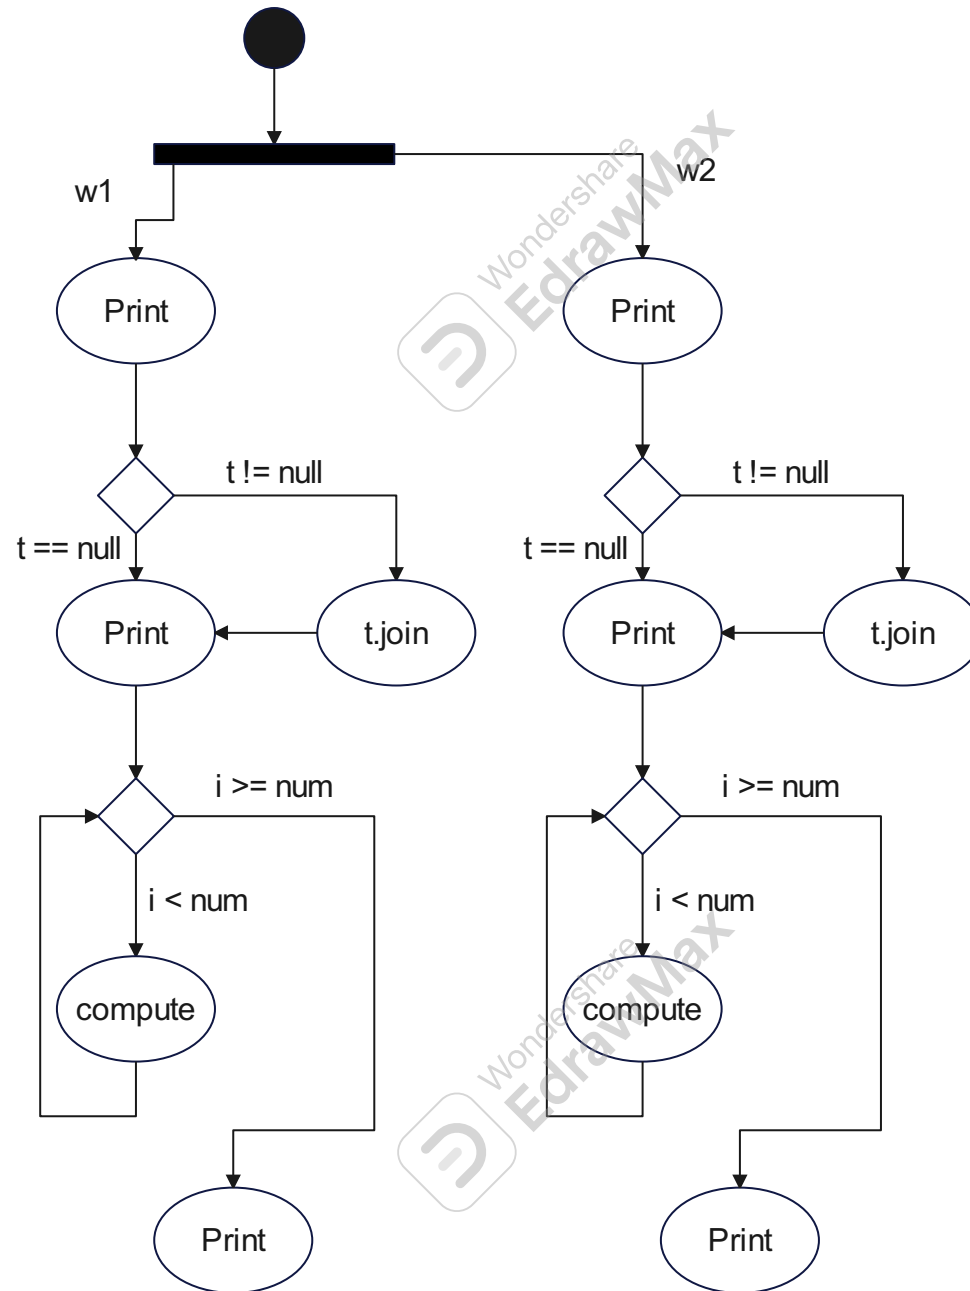 w1
w2
Wondershare
EdrawMax
Print
Print
t != null
t != null
t == null
t == null
Print
t.join
Print
t.join
i >= num
i >= num
i < num
i < num
Wondershare
EdrawMax
compute
compute
Print
Print